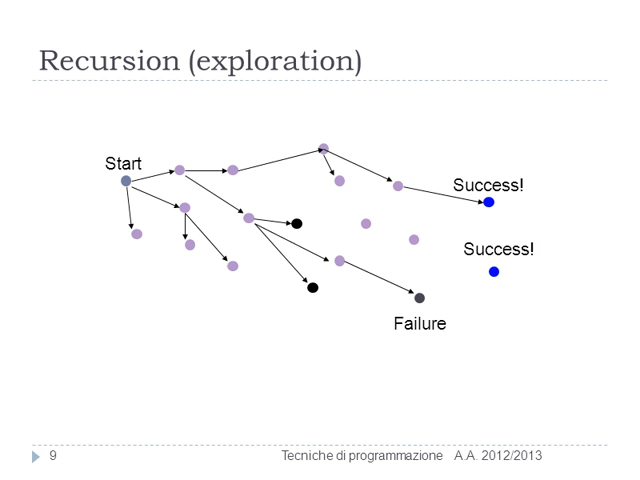 Recursion (exploration)
Start
Success!
Success!
Failure
9
Tecniche di programmazione A.A. 2012/2013